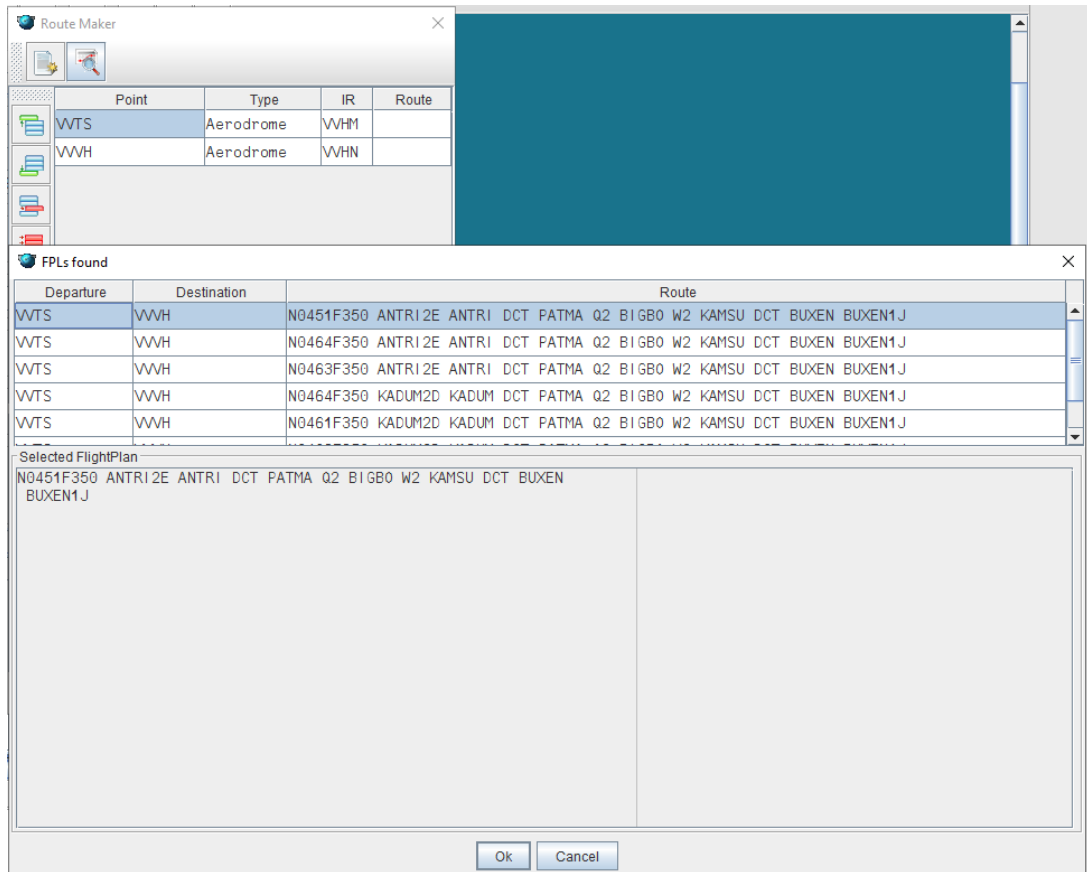 Route Maker
Point Type IR Route
VVTS Aerodrome VVHM
VVVH Aerodrome VVHN
FPLs found
Departure Destination Route
VVTS VVVH N0451F350 ANTRI2E ANTRI DCT PATMA Q2 BIGBO W2 KAMSU DCT BUXEN BUXEN1J
VVTS VVVH N0464F350 ANTRI2E ANTRI DCT PATMA Q2 BIGBO W2 KAMSU DCT BUXEN BUXEN1J
VVTS VVVH N0463F350 ANTRI2E ANTRI DCT PATMA Q2 BIGBO W2 KAMSU DCT BUXEN BUXEN1J
VVTS VVVH N0464F350 KADUM2D KADUM DCT PATMA Q2 BIGBO W2 KAMSU DCT BUXEN BUXEN1J
VVTS VVVH N0461F350 KADUM2D KADUM DCT PATMA Q2 BIGBO W2 KAMSU DCT BUXEN BUXEN1J
Selected FlightPlan
N0451F350 ANTRI2E ANTRI DCT PATMA Q2 BIGBO W2 KAMSU DCT BUXEN
BUXEN1J
Ok Cancel